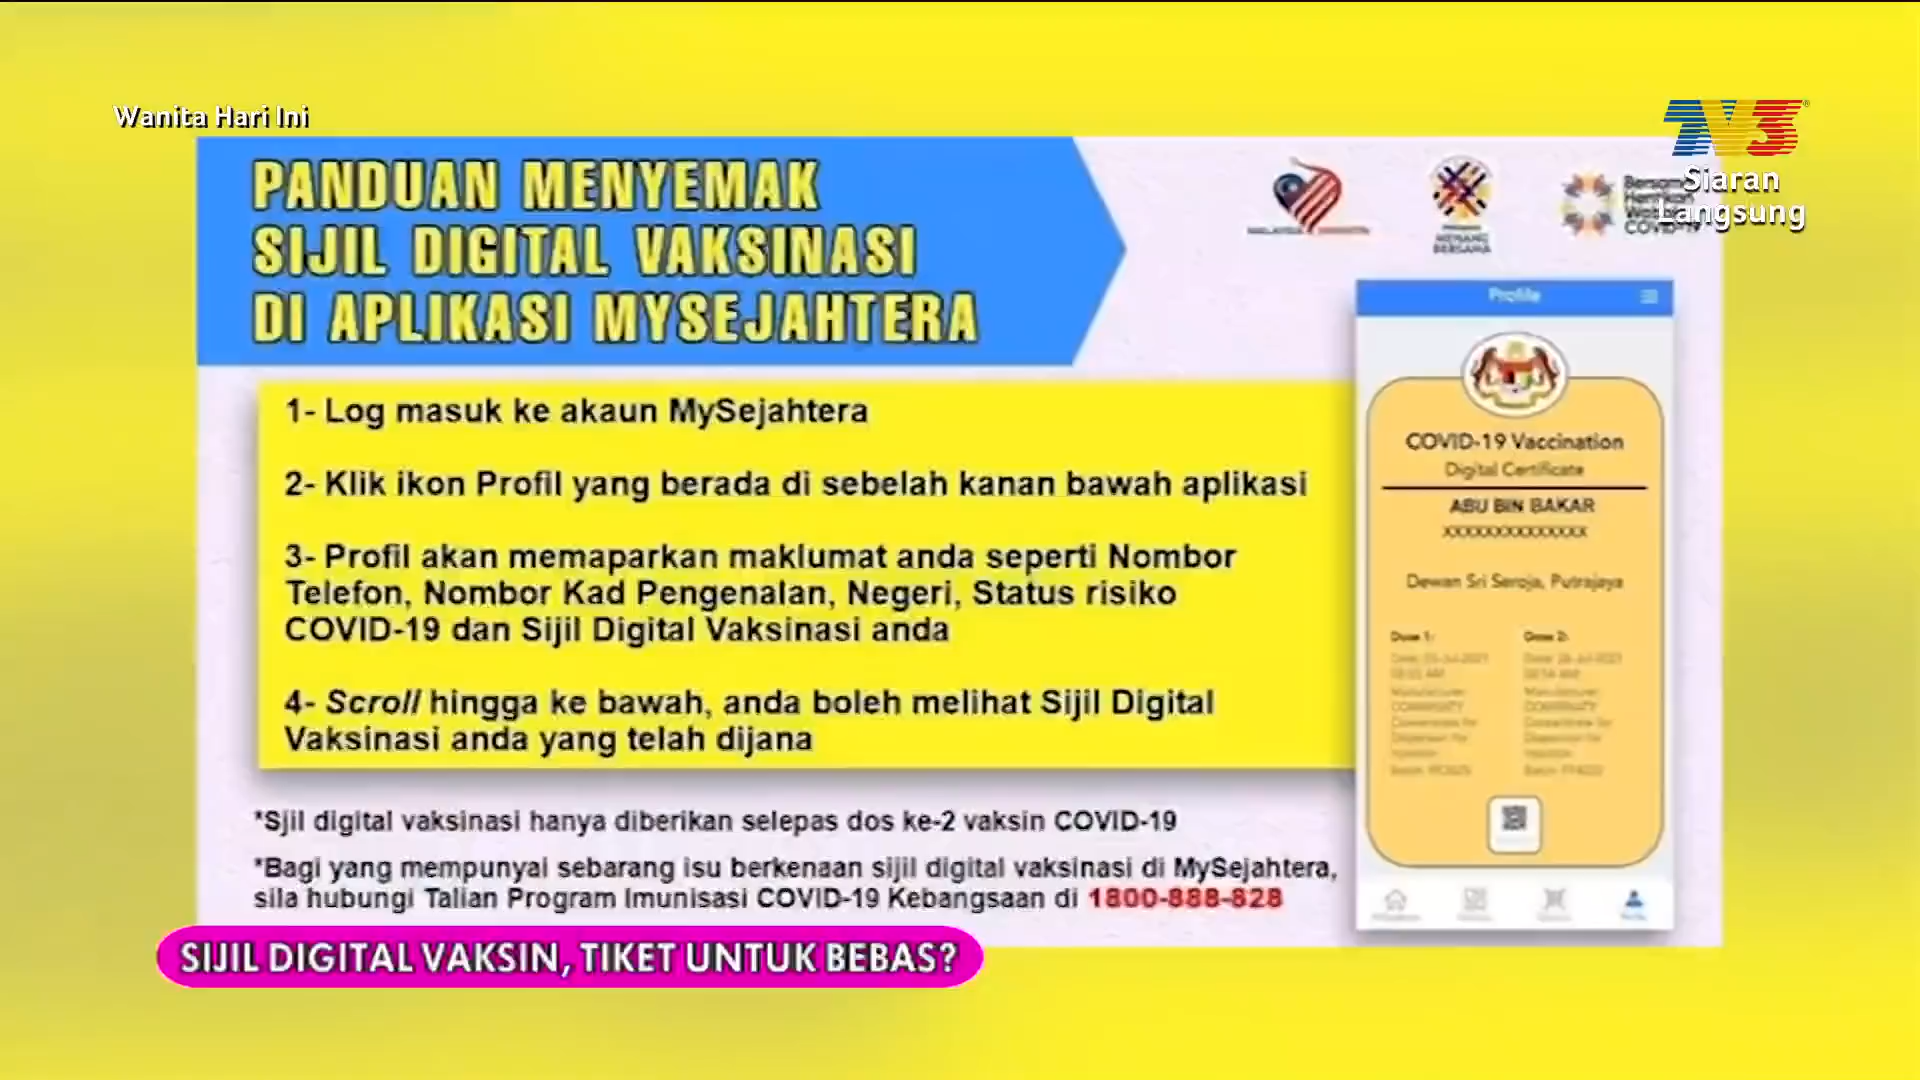 Wanita Hari Ini
TV3
Siaran
Langsung
PANDUAN MENYEMAK
SIJIL DIGITAL VAKSINASI
DI APLIKASI MYSEJAHTERA
MENANG
BERSAMA
1- Log masuk ke akaun MySejahtera
2- Klik ikon Profil yang berada di sebelah kanan bawah aplikasi
3- Profil akan memaparkan maklumat anda seperti Nombor
Telefon, Nombor Kad Pengenalan, Negeri, Status risiko
COVID-19 dan Sijil Digital Vaksinasi anda
4- Scroll hingga ke bawah, anda boleh melihat Sijil Digital
Vaksinasi anda yang telah dijana
*Sjil digital vaksinasi hanya diberikan selepas dos ke-2 vaksin COVID-19
*Bagi yang mempunyai sebarang isu berkenaan sijil digital vaksinasi di MySejahtera,
sila hubungi Talian Program Imunisasi COVID-19 Kebangsaan di 1800-888-828
Profile
COVID-19 Vaccination
Digital Certificate
ABU BIN BAKAR
XXXXXXXXXXXXXX
Dewan Sri Seroja, Putrajaya
Dose 1:
Dose 2:
SIJIL DIGITAL VAKSIN, TIKET UNTUK BEBAS?